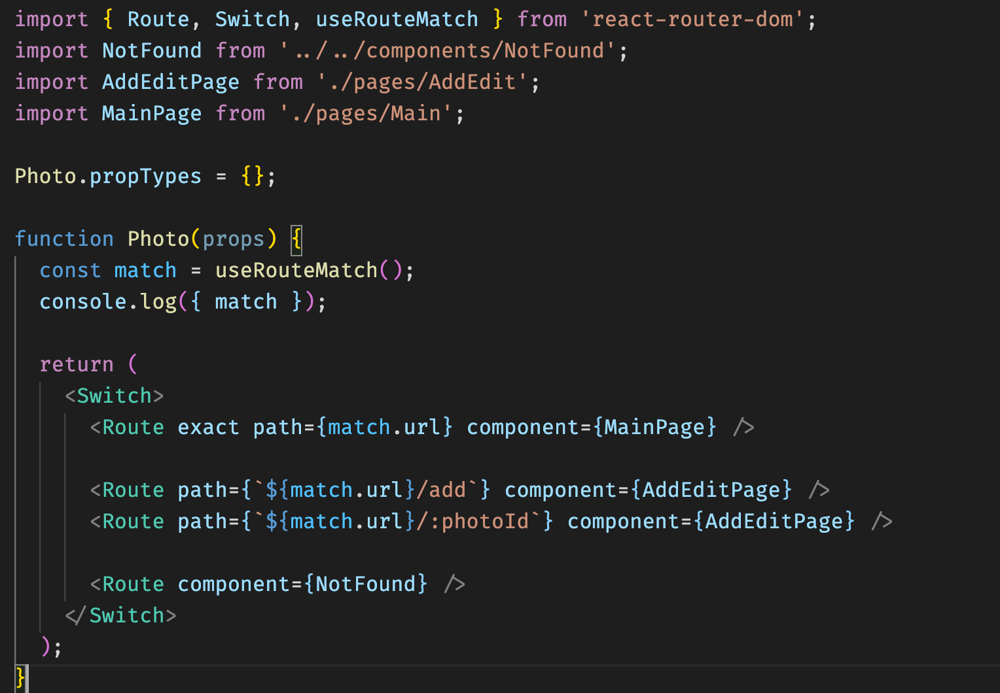 import { Route, Switch, useRouteMatch } from 'react-router-dom';
import NotFound from '../../components/NotFound';
import AddEditPage from './pages/AddEdit';
import MainPage from './pages/Main';

Photo.propTypes = {};

function Photo(props) {
  const match = useRouteMatch();
  console.log({ match });

  return (
    <Switch>
      <Route exact path={match.url} component={MainPage} />

      <Route path={`${match.url}/add`} component={AddEditPage} />
      <Route path={`${match.url}/:photoId`} component={AddEditPage} />

      <Route component={NotFound} />
    </Switch>
  );
}